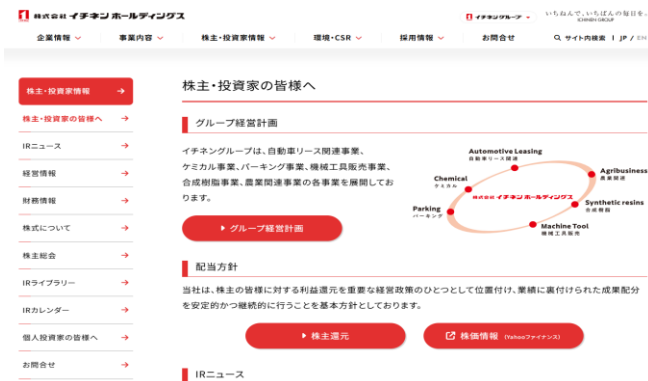 株式会社 イチネン ホールディングス
イチネングループ
いちねんで、いちばんの毎日を。
ICHINEN GROUP
企業情報
事業内容
株主・投資家情報
環境・CSR
採用情報
お問合せ
サイト内検索 | JP / EN
株主・投資家情報
株主・投資家の皆様へ
IRニュース
経営情報
財務情報
株式について
株主総会
IRライブラリー
IRカレンダー
個人投資家の皆様へ
お問合せ
株主・投資家の皆様へ
グループ経営計画
イチネングループは、自動車リース関連事業、
ケミカル事業、パーキング事業、機械工具販売事業、
合成樹脂事業、農業関連事業の各事業を展開してお
ります。
グループ経営計画
Automotive Leasing
自動車リース関連
Agribusiness
農業関連
Chemical
ケミカル
株式会社 イチネン ホールディングス
Synthetic resins
合成樹脂
Parking
パーキング
Machine Tool
機械工具販売
配当方針
当社は、株主の皆様に対する利益還元を重要な経営政策のひとつとして位置付け、業績に裏付けられた成果配分
を安定的かつ継続的に行うことを基本方針としております。
株主還元
株価情報 (Yahooファイナンス)
IRニュース